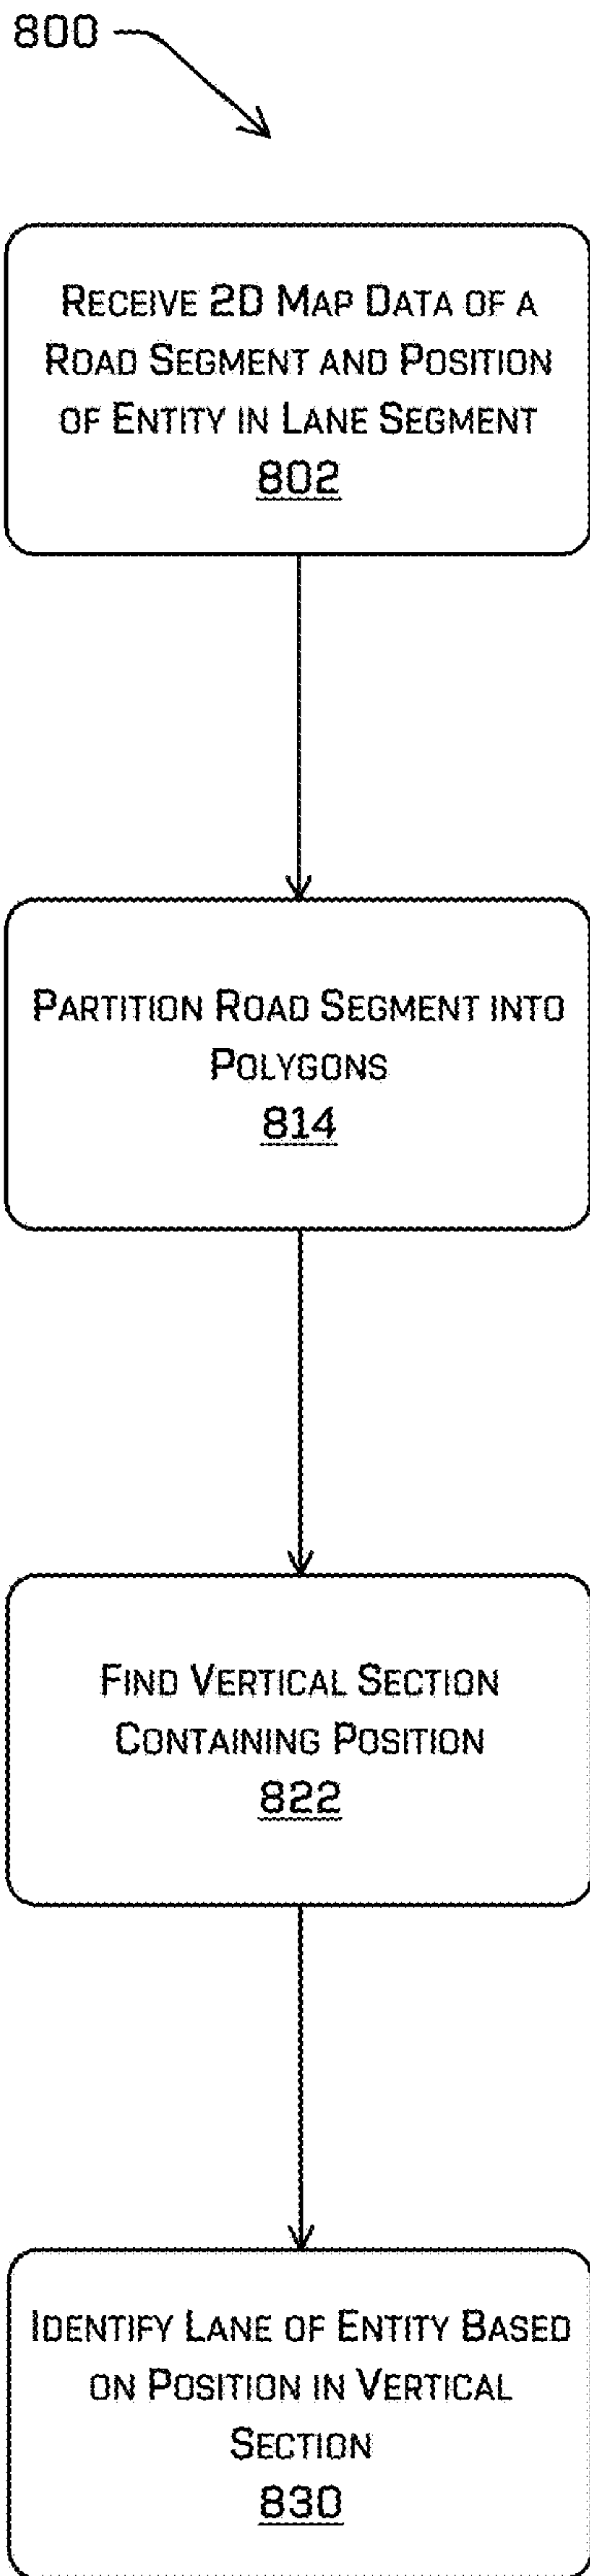 800
Receive 2D Map Data of a
Road Segment and Position
of Entity in Lane Segment
802
Partition Road Segment into
Polygons
814
Find Vertical Section
Containing Position
822
Identify Lane of Entity Based
on Position in Vertical
Section
830